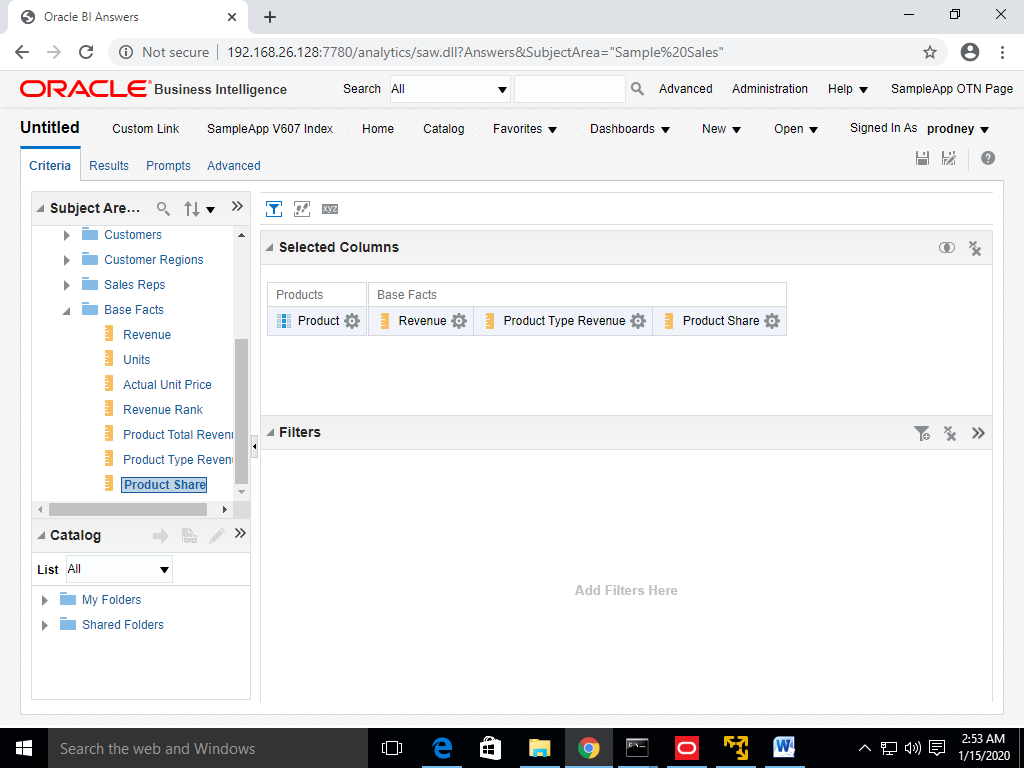 Oracle BI Answers
Not secure | 192.168.26.128:7780/analytics/saw.dll?Answers&SubjectArea="Sample%20Sales"
ORACLE Business Intelligence Search All Advanced Administration Help SampleApp OTN Page
Untitled Custom Link SampleApp V607 Index Home Catalog Favorites Dashboards New Open Signed In As prodney
Criteria Results Prompts Advanced
Subject Are...
Customers
Customer Regions
Sales Reps
Base Facts
Revenue
Units
Actual Unit Price
Revenue Rank
Product Total Revenu
Product Type Revenu
Product Share
Catalog
List All
My Folders
Shared Folders
xyz
Selected Columns
Products Base Facts
Product Revenue Product Type Revenue Product Share
Filters
Add Filters Here
Search the web and Windows
2:53 AM
1/15/2020